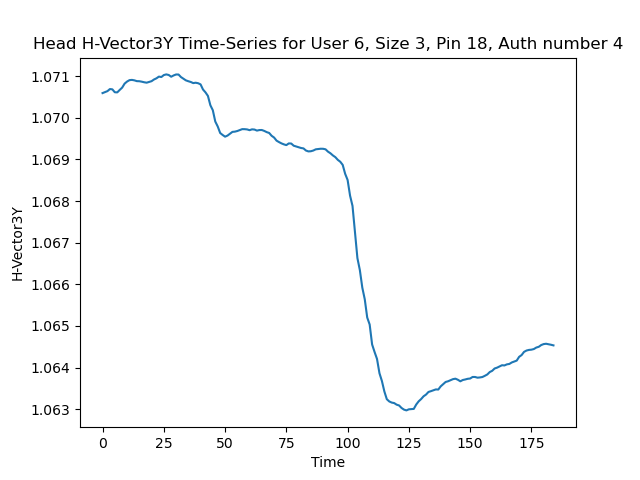 Head H-Vector3Y Time-Series for User 6, Size 3, Pin 18, Auth number 4
1.071
1.070
1.069
1.068
1.067
1.066
1.065
1.064
1.063
H-Vector3Y
0 25 50 75 100 125 150 175
Time